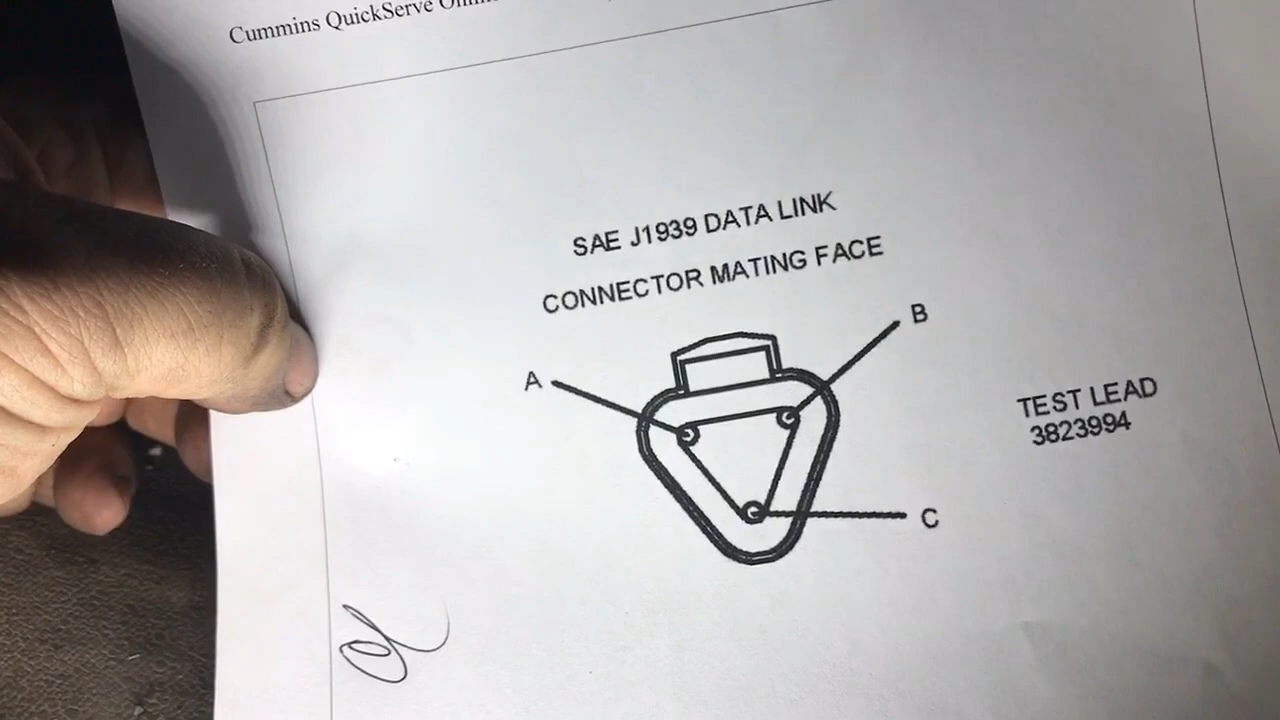 Cummins QuickServe
SAE J1939 DATA LINK
CONNECTOR MATING FACE
A
B
TEST LEAD
3823994
C